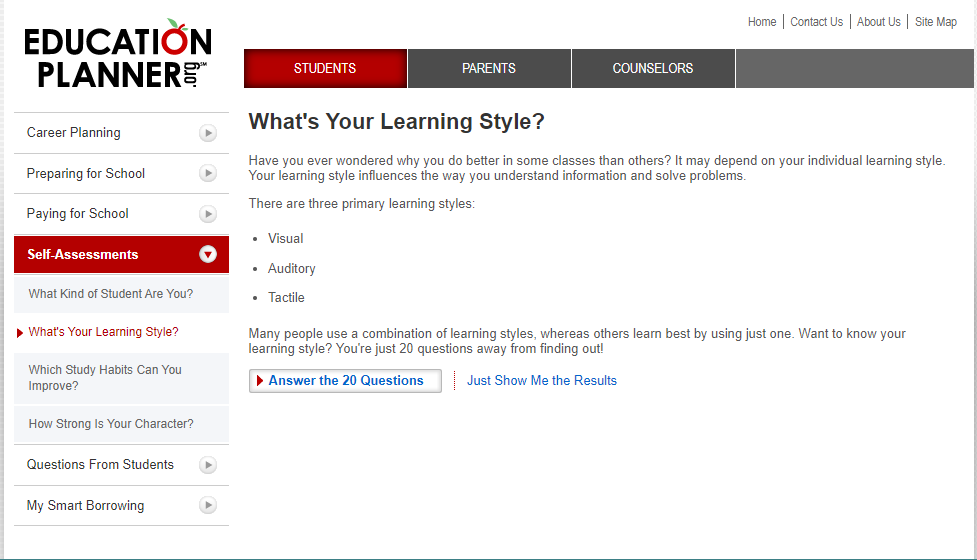 EDUCATION
PLANNER.org℠
Home
Contact Us
About Us
Site Map
STUDENTS
PARENTS
COUNSELORS
Career Planning
Preparing for School
Paying for School
Self-Assessments
What Kind of Student Are You?
What's Your Learning Style?
Which Study Habits Can You
Improve?
How Strong Is Your Character?
Questions From Students
My Smart Borrowing
What's Your Learning Style?
Have you ever wondered why you do better in some classes than others? It may depend on your individual learning style.
Your learning style influences the way you understand information and solve problems.
There are three primary learning styles:
• Visual
• Auditory
• Tactile
Many people use a combination of learning styles, whereas others learn best by using just one. Want to know your
learning style? You're just 20 questions away from finding out!
Answer the 20 Questions
Just Show Me the Results